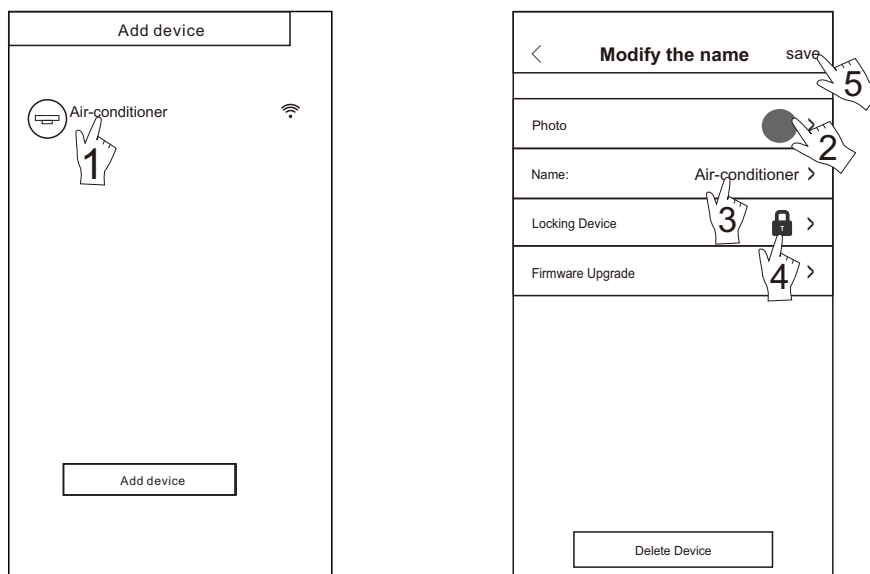 Add device
Air-conditioner
1
Add device
Modify the name save
5
Photo
2
Name: Air-conditioner
3
Locking Device
4
Firmware Upgrade
Delete Device